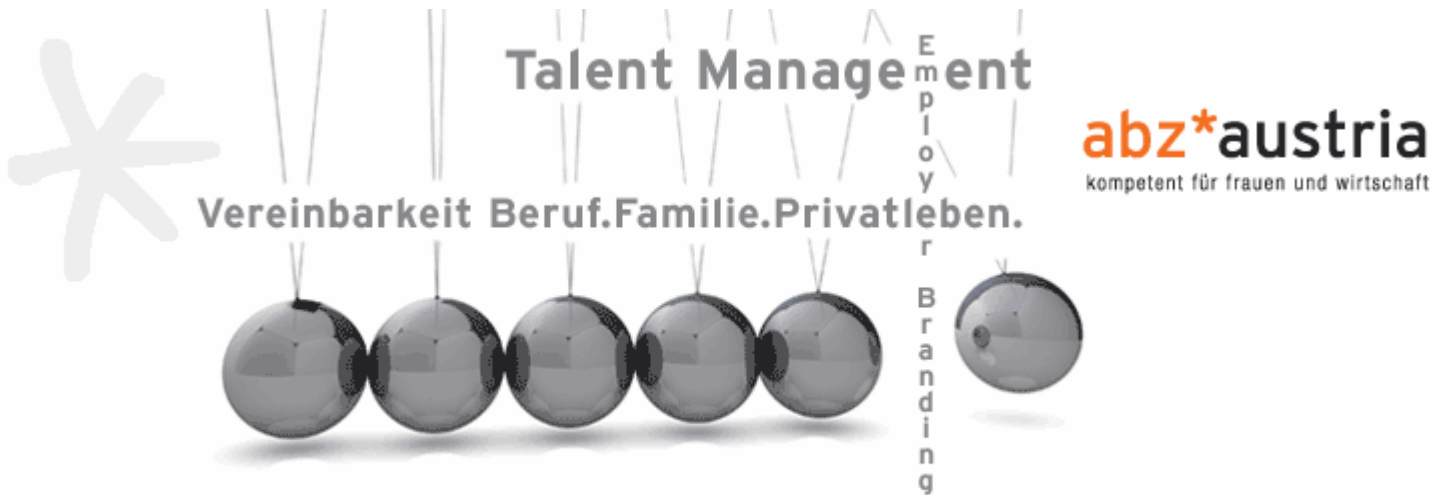 Talent Management
Employer Branding
abz*austria
kompetent für frauen und wirtschaft
Vereinbarkeit Beruf.Familie.Privatleben.